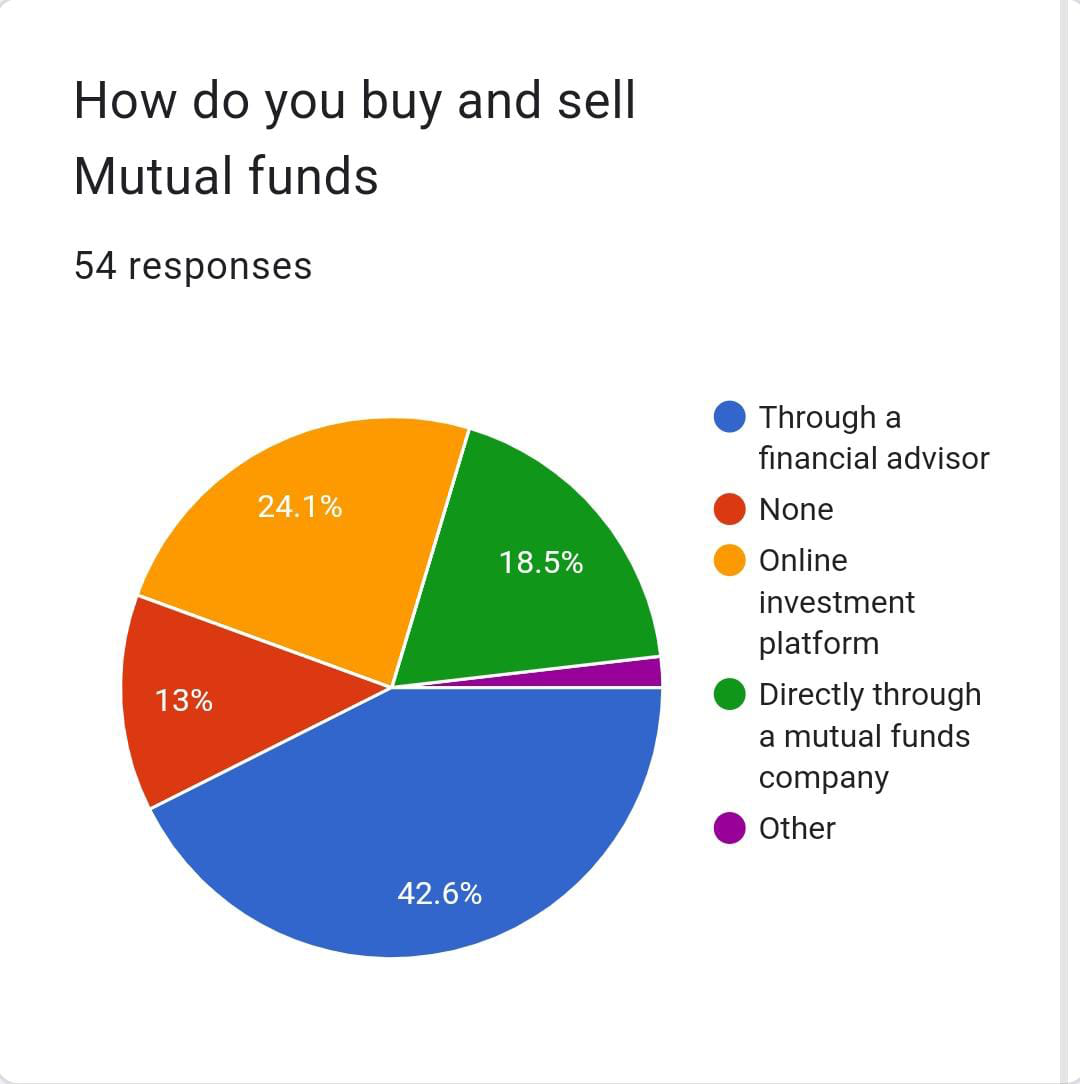 How do you buy and sell
Mutual funds
54 responses
24.1%
18.5%
13%
42.6%
Through a
financial advisor
None
Online
investment
platform
Directly through
a mutual funds
company
Other